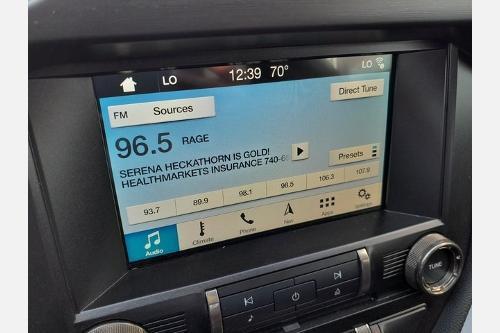 LO 12:39 70° LO
FM Sources Direct Tune
96.5 RAGE
SERENA HECKATHORN IS GOLD!
HEALTHMARKETS INSURANCE 740-6
Presets
93.7 89.9 98.1 96.5 106.3 107.9
Audio Climate Phone Nav Apps Settings
TUNE